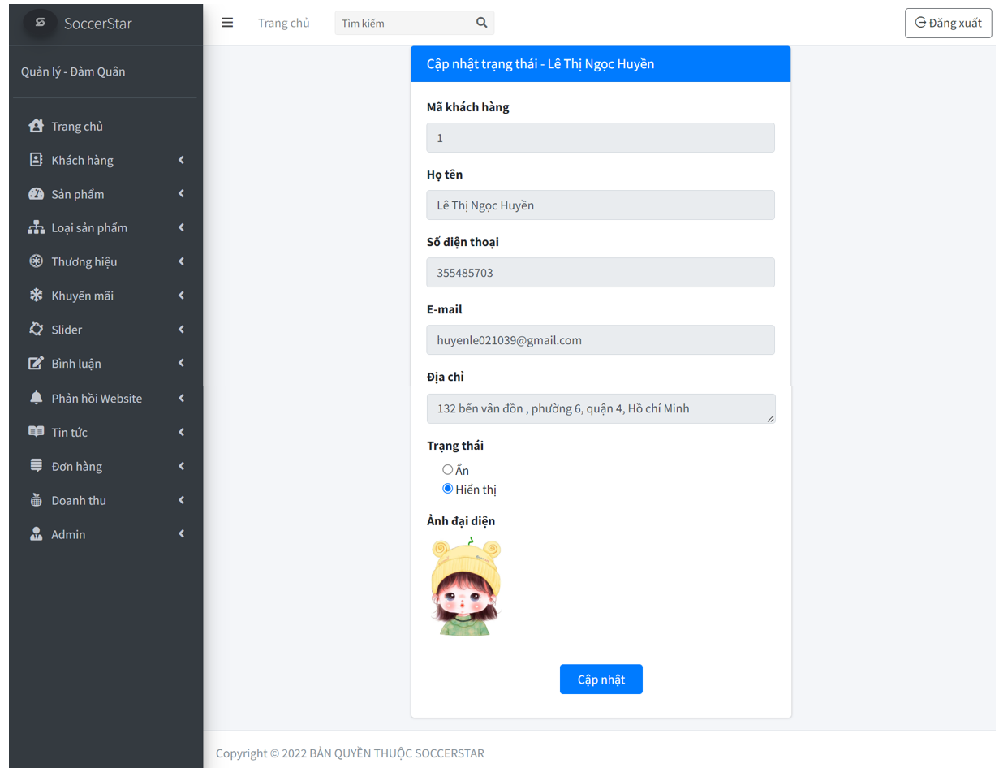 SoccerStar
Trang chủ
Tìm kiếm
Đăng xuất
Quản lý - Đàm Quân
Trang chủ
Khách hàng
Sản phẩm
Loại sản phẩm
Thương hiệu
Khuyến mãi
Slider
Bình luận
Phản hồi Website
Tin tức
Đơn hàng
Doanh thu
Admin
Cập nhật trạng thái - Lê Thị Ngọc Huyền
Mã khách hàng
1
Họ tên
Lê Thị Ngọc Huyền
Số điện thoại
355485703
E-mail
huyenle021039@gmail.com
Địa chỉ
132 bến vân đồn , phường 6, quận 4, Hồ chí Minh
Trạng thái
Ẩn
Hiển thị
Ảnh đại diện
Cập nhật
Copyright © 2022 BẢN QUYỀN THUỘC SOCCERSTAR